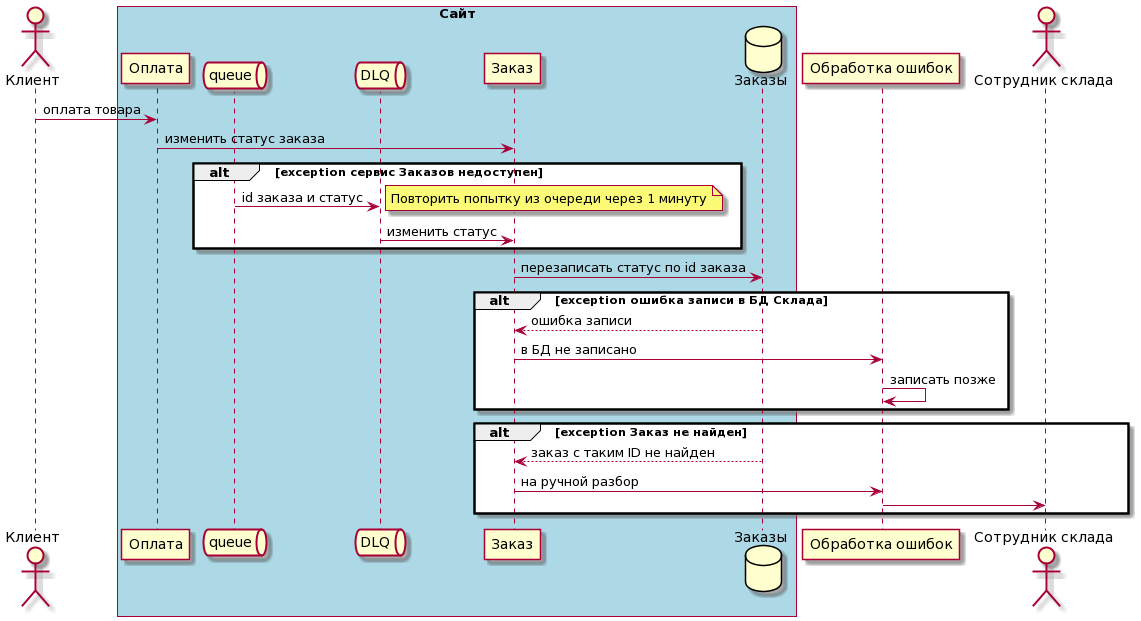 Сайт
Клиент
Оплата
queue
DLQ
Заказ
Заказы
Обработка ошибок
Сотрудник склада
оплата товара
изменить статус заказа
alt [exception сервис Заказов недоступен]
id заказа и статус
Повторить попытку из очереди через 1 минуту
изменить статус
перезаписать статус по id заказа
alt [exception ошибка записи в БД Склада]
ошибка записи
в БД не записано
записать позже
alt [exception Заказ не найден]
заказ с таким ID не найден
на ручной разбор
Клиент
Оплата
queue
DLQ
Заказ
Заказы
Обработка ошибок
Сотрудник склада